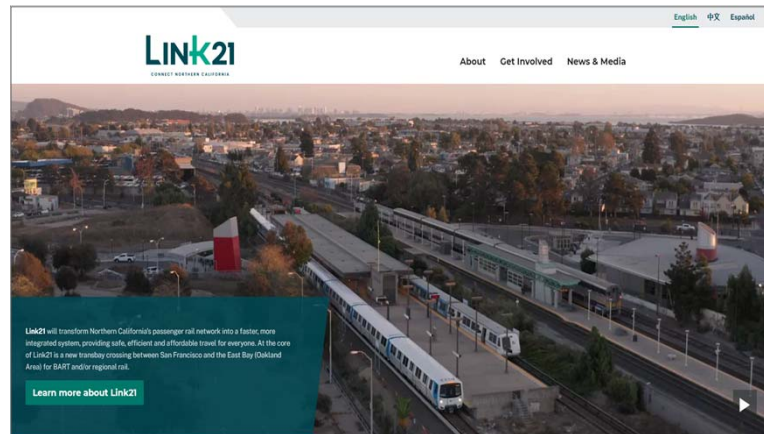 English 中文 Español
LINK21
CONNECT NORTHERN CALIFORNIA
About Get Involved News & Media
Link21 will transform Northern California's passenger rail network into a faster, more
integrated system, providing safe, efficient and affordable travel for everyone. At the core
of Link21 is a new transbay crossing between San Francisco and the East Bay (Oakland
Area) for BART and/or regional rail.
Learn more about Link21